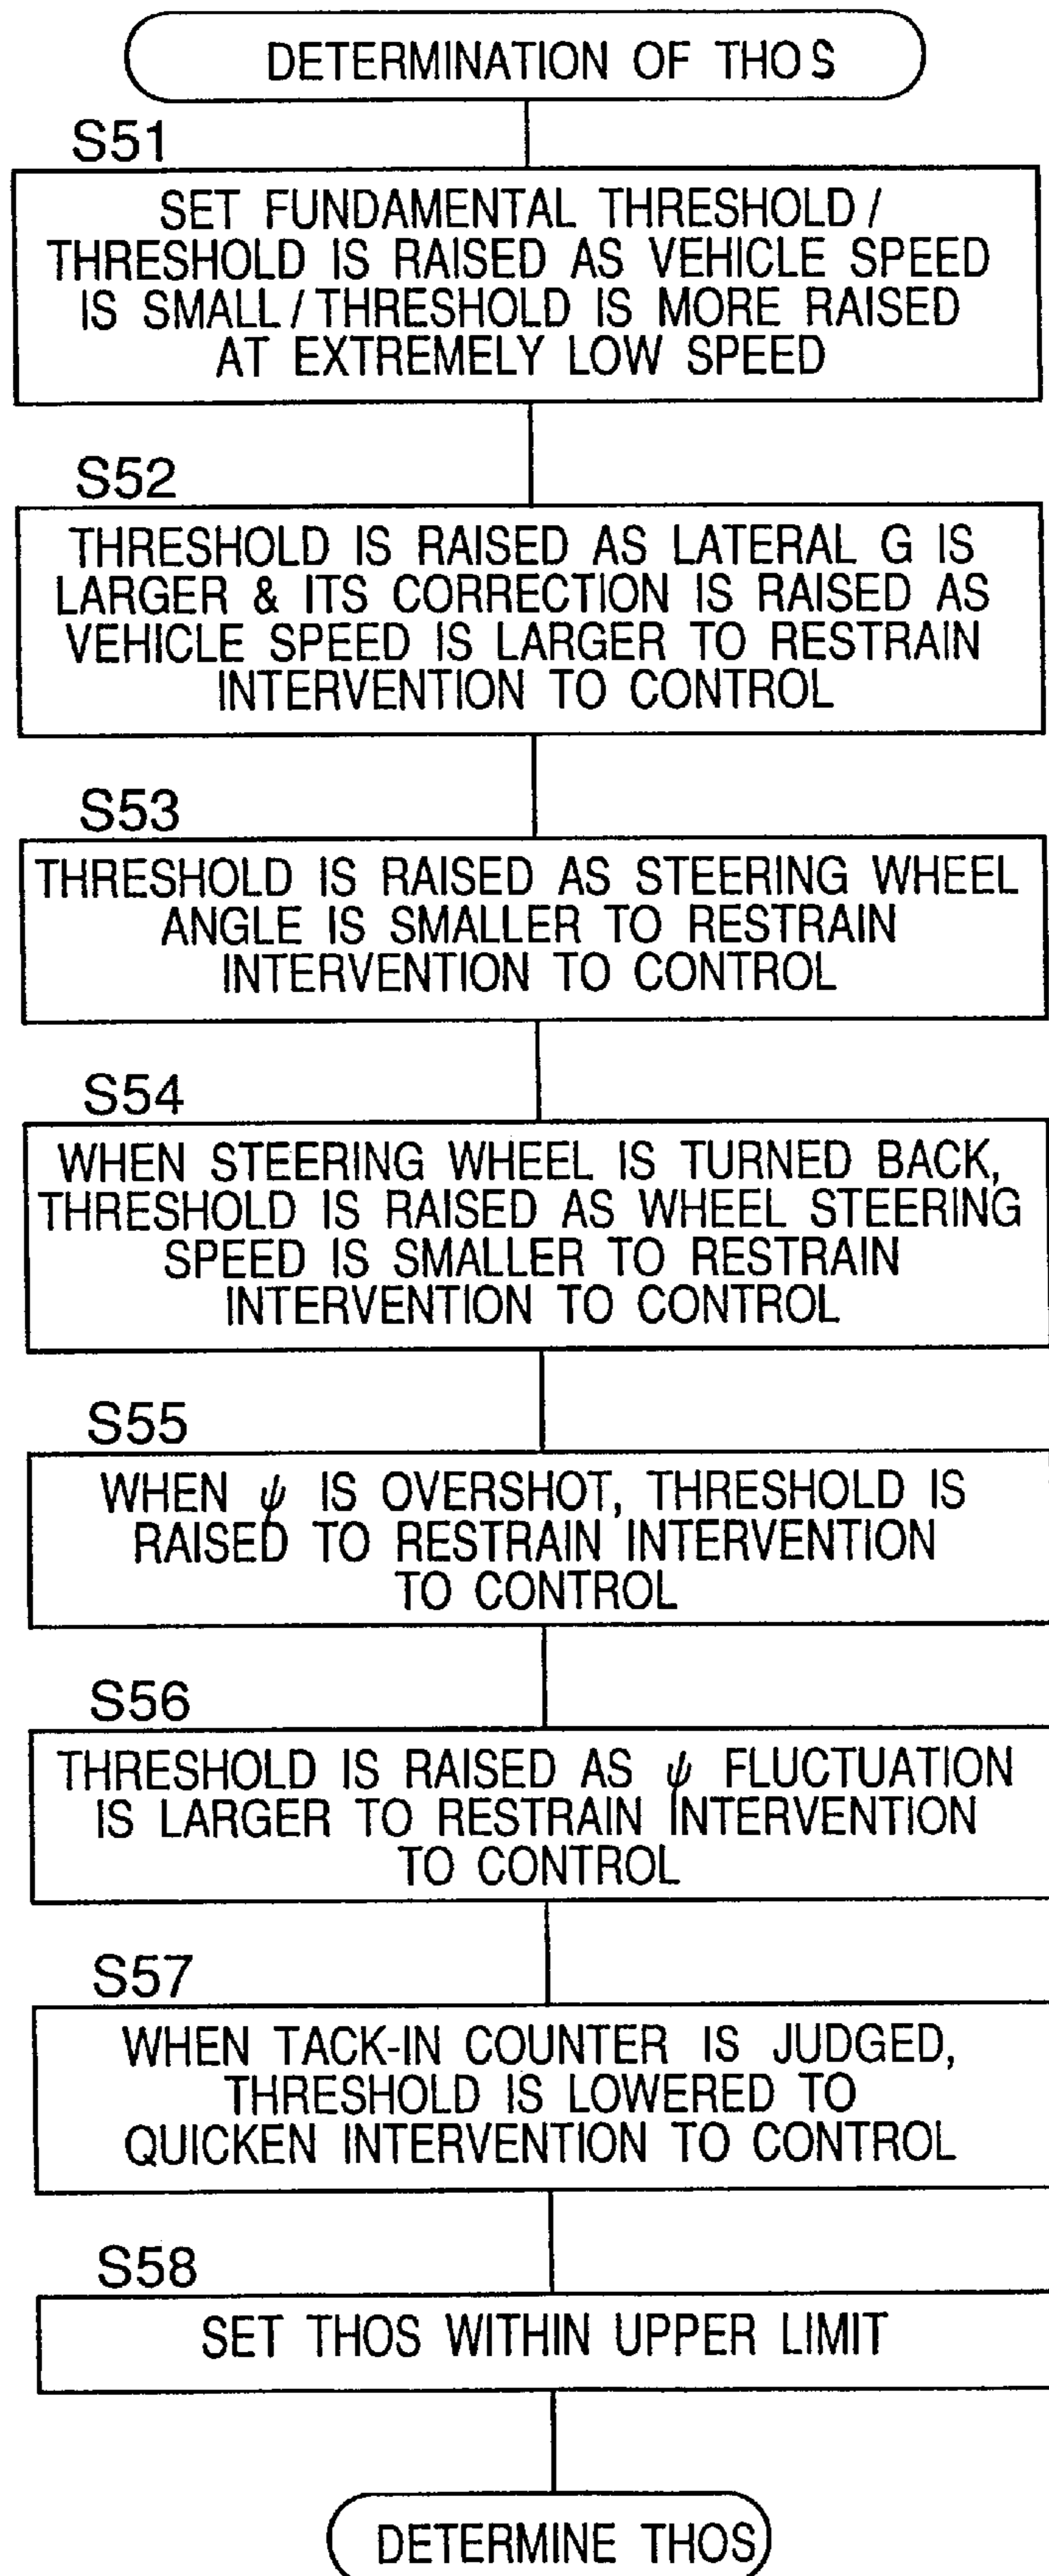 DETERMINATION OF THOS
S51
SET FUNDAMENTAL THRESHOLD/
THRESHOLD IS RAISED AS VEHICLE SPEED
IS SMALL/THRESHOLD IS MORE RAISED
AT EXTREMELY LOW SPEED
S52
THRESHOLD IS RAISED AS LATERAL G IS
LARGER & ITS CORRECTION IS RAISED AS
VEHICLE SPEED IS LARGER TO RESTRAIN
INTERVENTION TO CONTROL
S53
THRESHOLD IS RAISED AS STEERING WHEEL
ANGLE IS SMALLER TO RESTRAIN
INTERVENTION TO CONTROL
S54
WHEN STEERING WHEEL IS TURNED BACK,
THRESHOLD IS RAISED AS WHEEL STEERING
SPEED IS SMALLER TO RESTRAIN
INTERVENTION TO CONTROL
S55
WHEN ψ IS OVERSHOT, THRESHOLD IS
RAISED TO RESTRAIN INTERVENTION
TO CONTROL
S56
THRESHOLD IS RAISED AS ψ FLUCTUATION
IS LARGER TO RESTRAIN INTERVENTION
TO CONTROL
S57
WHEN TACK-IN COUNTER IS JUDGED,
THRESHOLD IS LOWERED TO
QUICKEN INTERVENTION TO CONTROL
S58
SET THOS WITHIN UPPER LIMIT
DETERMINE THOS